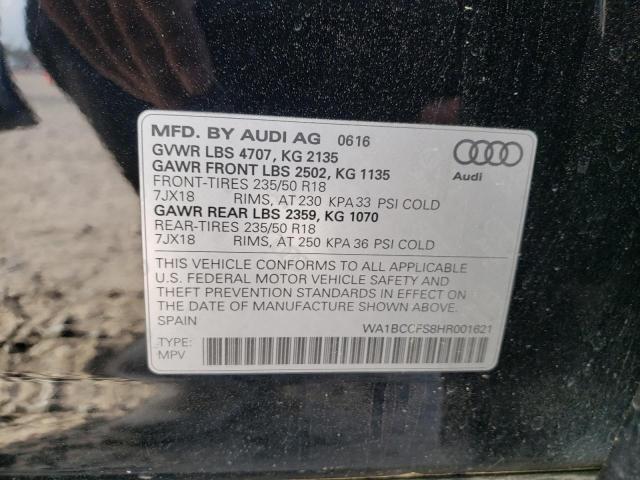 MFD. BY AUDI AG 0616
GVWR LBS 4707, KG 2135
GAWR FRONT LBS 2502, KG 1135
FRONT-TIRES 235/50 R18
7JX18 RIMS, AT 230 KPA 33 PSI COLD
GAWR REAR LBS 2359, KG 1070
REAR-TIRES 235/50 R18
7JX18 RIMS, AT 250 KPA 36 PSI COLD
Audi
THIS VEHICLE CONFORMS TO ALL APPLICABLE
U.S. FEDERAL MOTOR VEHICLE SAFETY AND
THEFT PREVENTION STANDARDS IN EFFECT ON
THE DATE OF MANUFACTURE SHOWN ABOVE.
SPAIN
WA1BCCFS8HR001621
TYPE:
MPV